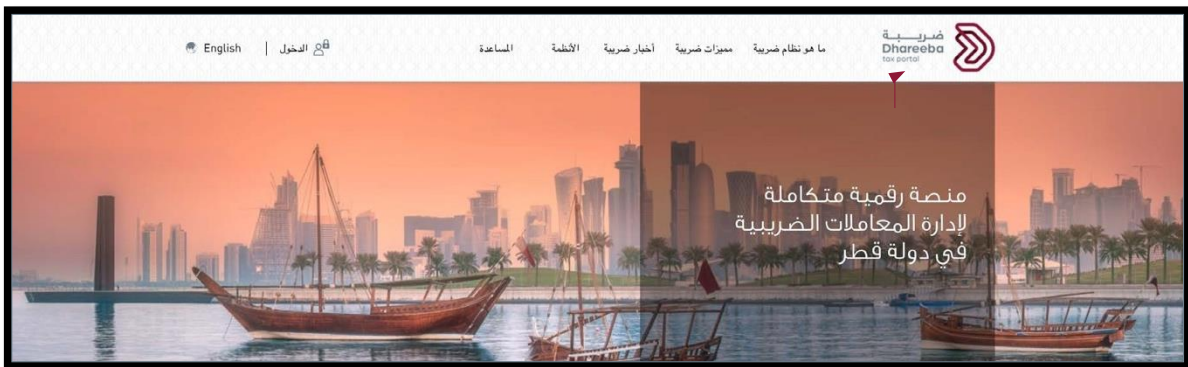 ضريبة
Dhareeba
tax portal
ما هو نظام ضريبة
مميزات ضريبة
أخبار ضريبة
الأنظمة
المساعدة
الدخول
English
منصة رقمية متكاملة
لإدارة المعاملات الضريبية
في دولة قطر